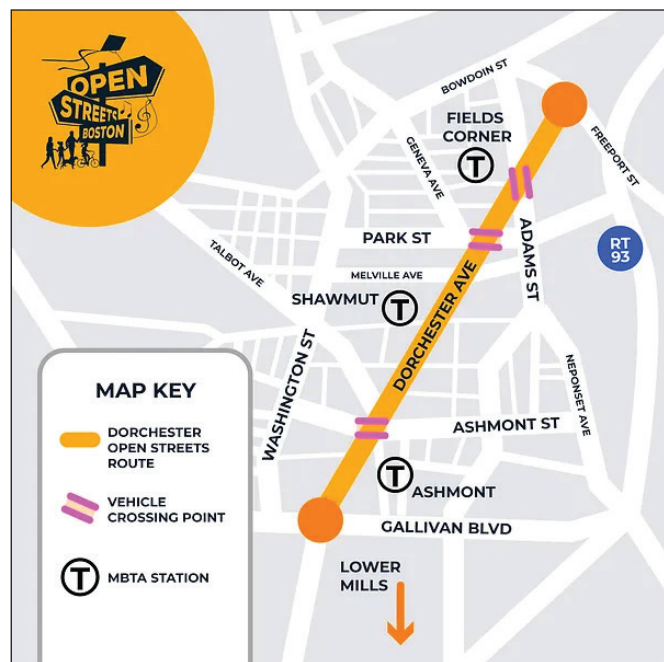 OPEN
STREETS
BOSTON
BOWDOIN ST
FIELDS
CORNER
T
GENEVA AVE
FREEPORT ST
PARK ST
ADAMS ST
RT
93
TALBOT AVE
MELVILLE AVE
SHAWMUT
T
DORCHESTER AVE
WASHINGTON ST
NEPONSET AVE
ASHMONT ST
T
ASHMONT
GALLIVAN BLVD
LOWER
MILLS
MAP KEY
DORCHESTER
OPEN STREETS
ROUTE
VEHICLE
CROSSING POINT
T
MBTA STATION